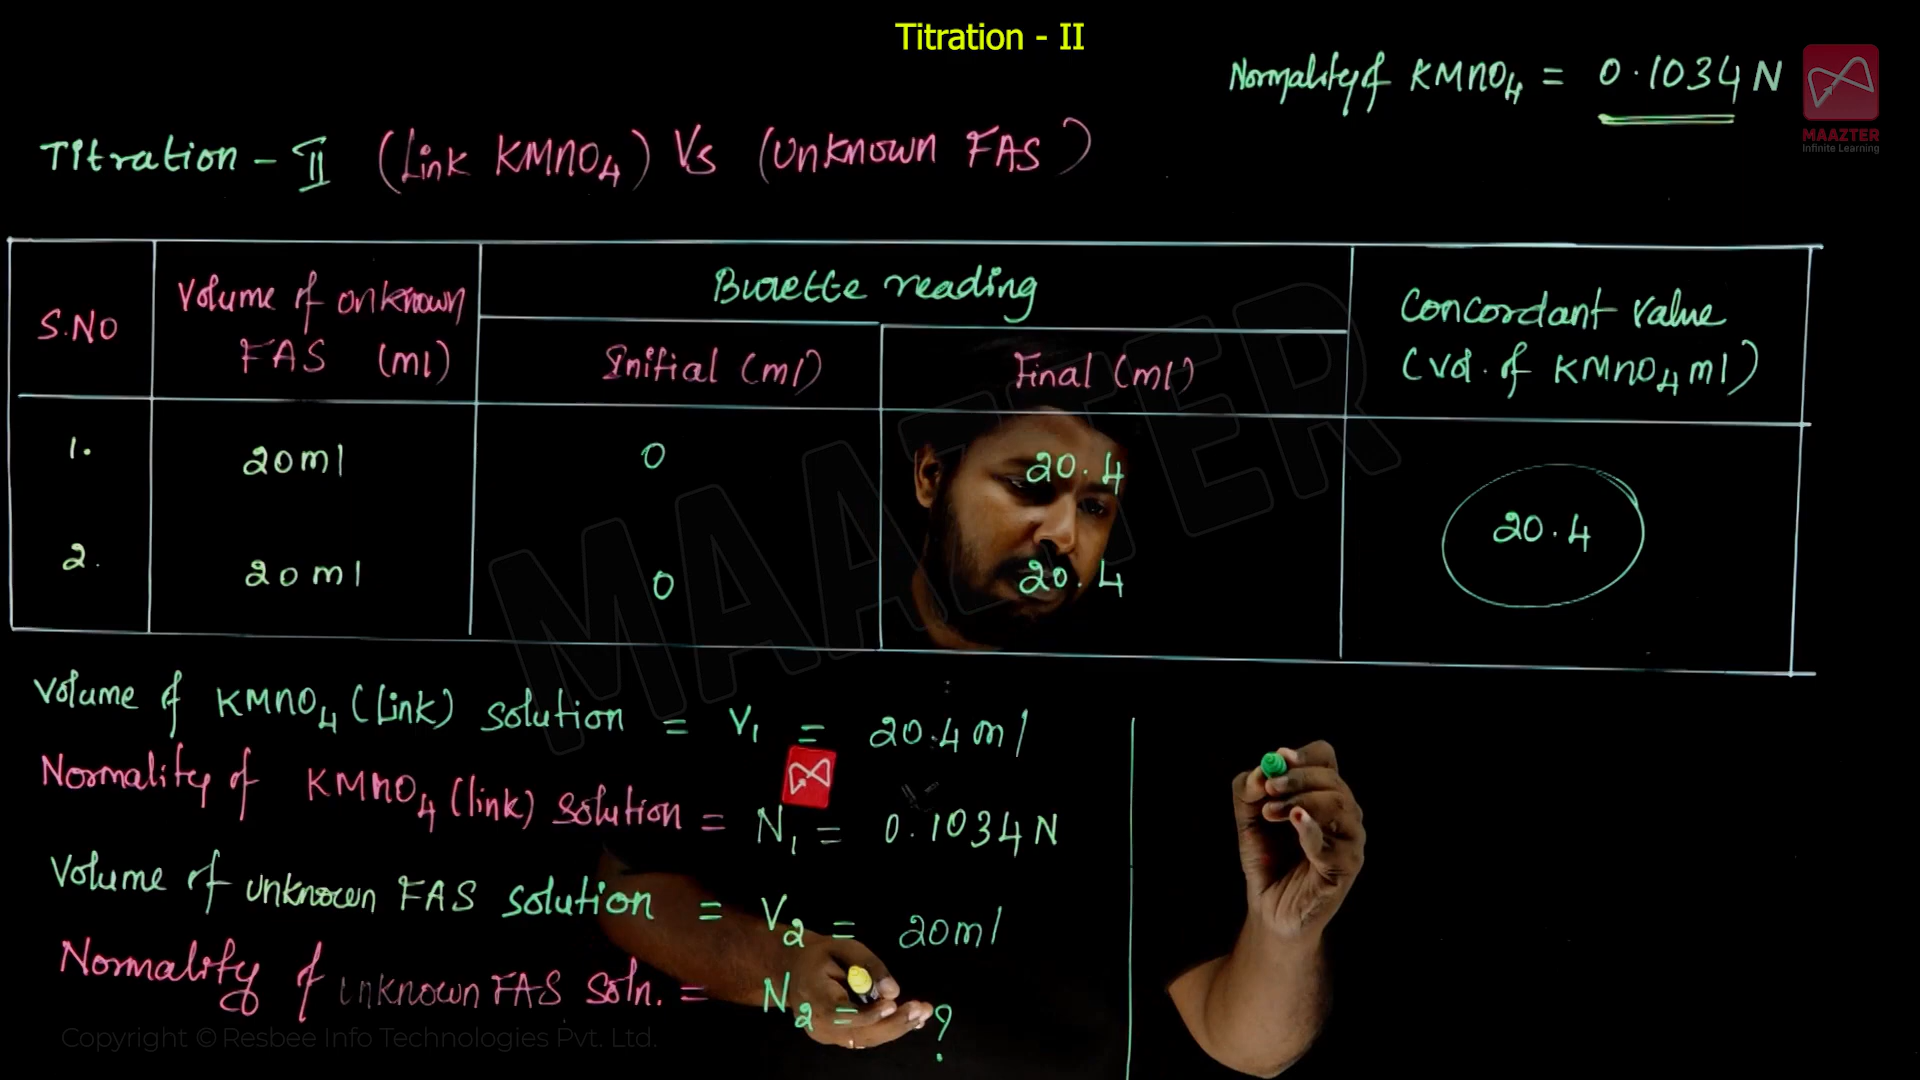 Titration - II
Normality of KMnO4 = 0.1034 N
MAAZTER
Infinite Learning
Titration - II (Link KMnO4) Vs (Unknown FAS)
S.NO
Volume of unknown FAS (ml)
Burette reading
Initial (ml)
Final (ml)
Concordant Value (Vol. of KMnO4 ml)
1. 20ml 0 20.4
20.4
2. 20ml 0 20.4
MAAZTER
Volume of KMnO4 (Link) solution = V1 = 20.4ml
Normality of KMnO4 (link) solution = N1 = 0.1034 N
Volume of unknown FAS solution = V2 = 20ml
Normality of unknown FAS Soln. = N2 = ?
Copyright © Resbee Info Technologies Pvt. Ltd.